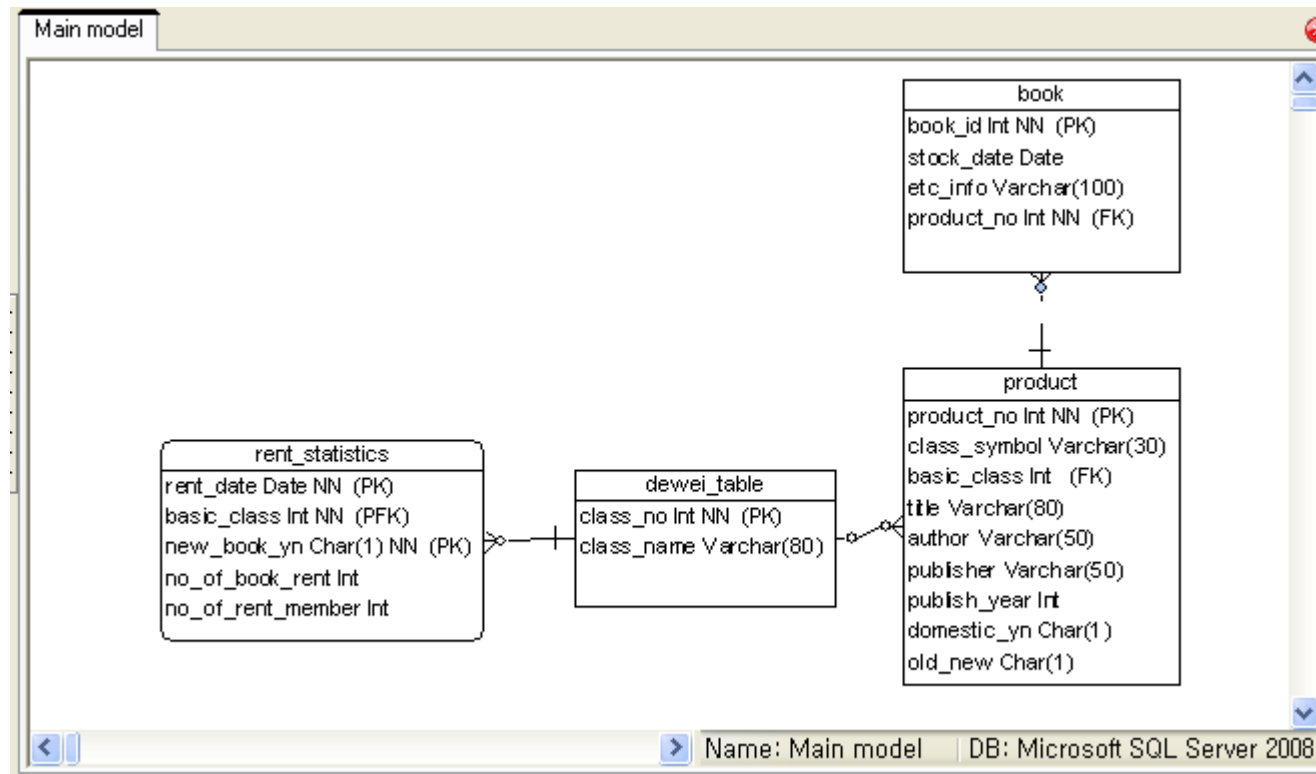 Main model
book
book_id Int NN (PK)
stock_date Date
etc_info Varchar(100)
product_no Int NN (FK)
product
product_no Int NN (PK)
class_symbol Varchar(30)
basic_class Int (FK)
title Varchar(80)
author Varchar(50)
publisher Varchar(50)
publish_year Int
domestic_yn Char(1)
old_new Char(1)
rent_statistics
rent_date Date NN (PK)
basic_class Int NN (PFK)
new_book_yn Char(1) NN (PK)
no_of_book_rent Int
no_of_rent_member Int
dewei_table
class_no Int NN (PK)
class_name Varchar(80)
Name: Main model
DB: Microsoft SQL Server 2008